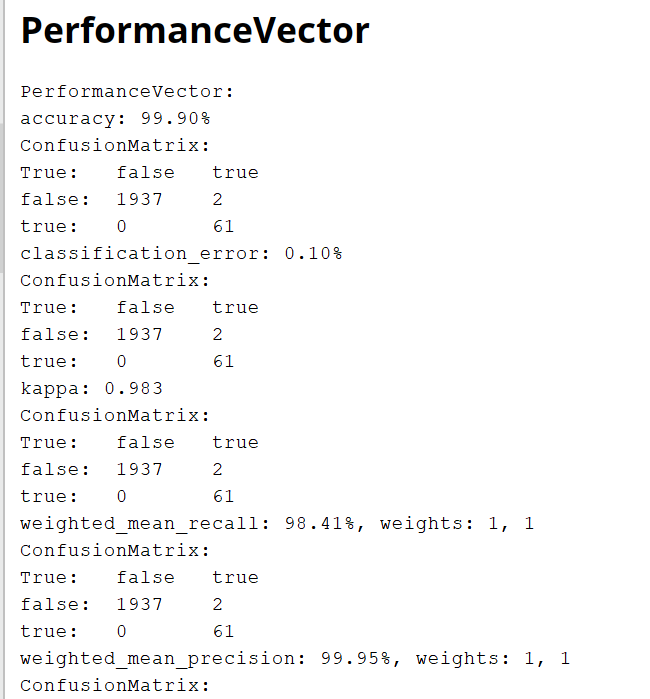 PerformanceVector
PerformanceVector:
accuracy: 99.90%
ConfusionMatrix:
True: false true
false: 1937 2
true: 0 61
classification_error: 0.10%
ConfusionMatrix:
True: false true
false: 1937 2
true: 0 61
kappa: 0.983
ConfusionMatrix:
True: false true
false: 1937 2
true: 0 61
weighted_mean_recall: 98.41%, weights: 1, 1
ConfusionMatrix:
True: false true
false: 1937 2
true: 0 61
weighted_mean_precision: 99.95%, weights: 1, 1
ConfusionMatrix: